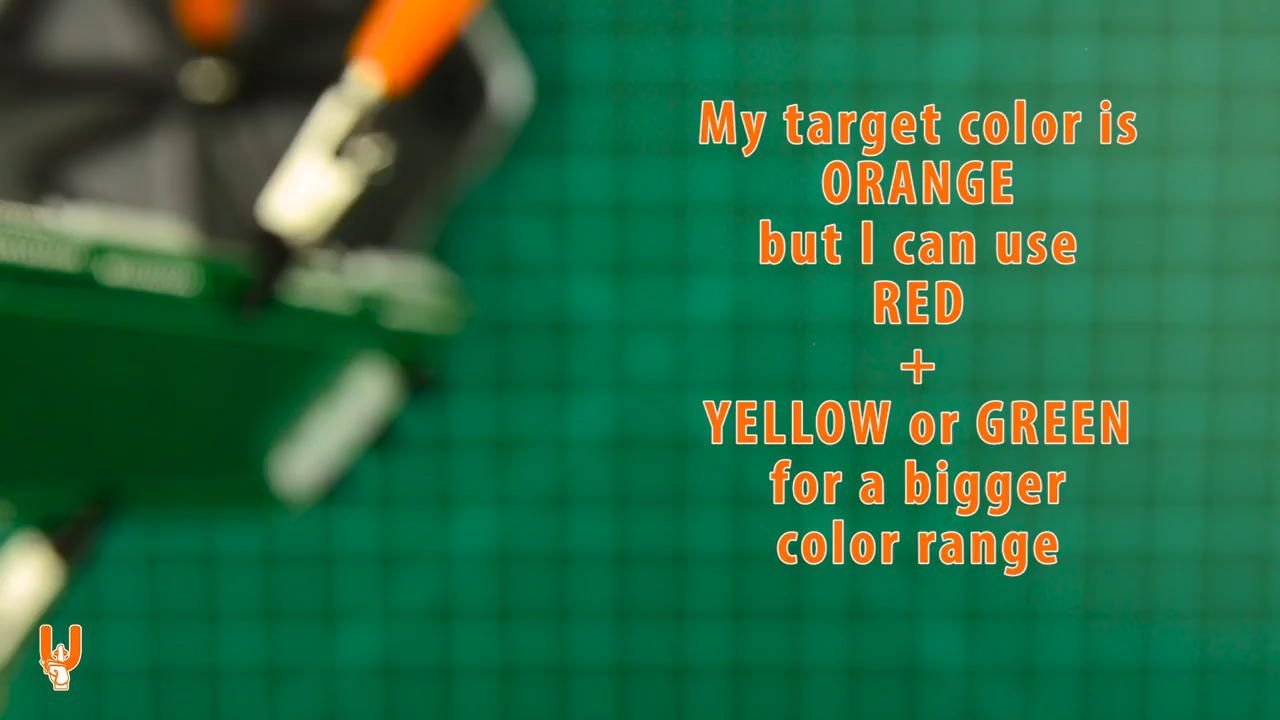 My target color is
ORANGE
but I can use
RED
+
YELLOW or GREEN
for a bigger
color range